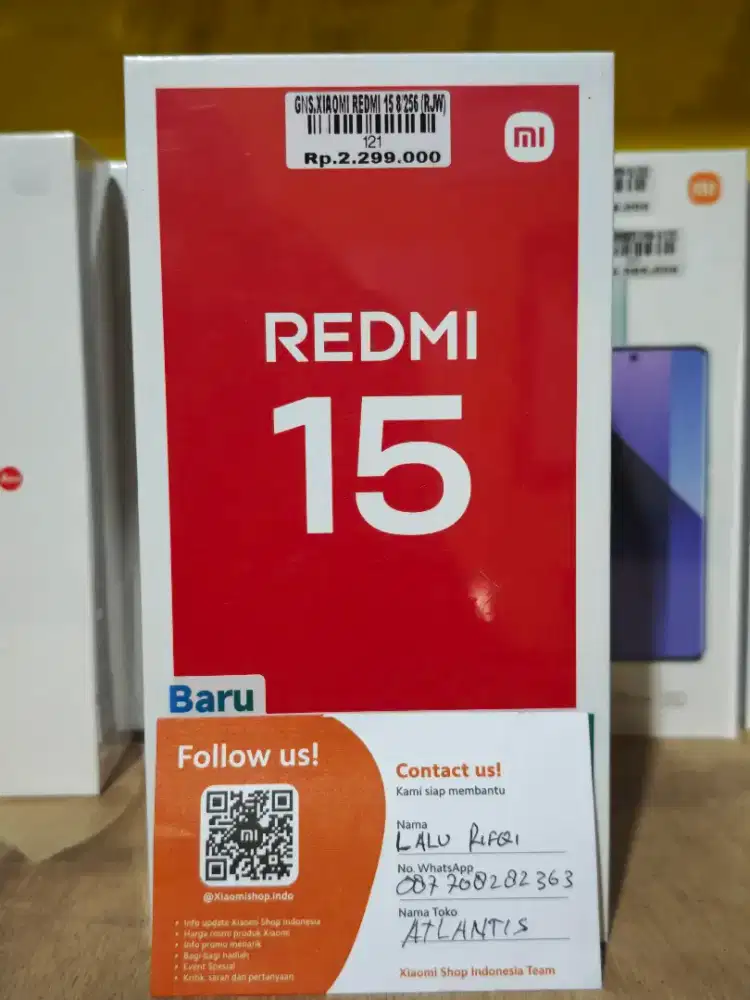 GNS.XIAOMI REDMI 15 8/256 (RJW)
121
Rp.2.299.000
mi
REDMI
15
Baru
Follow us!
mi
@Xiaomishop.indo
• Info update Xiaomi Shop Indonesia
• Harga resmi produk Xiaomi
• Info promo menarik
• Bagi-bagi hadiah
• Event Spesial
• Kritik, saran dan pertanyaan
Contact us!
Kami siap membantu
Nama
LALU RIFQI
No. WhatsApp
087708282363
Nama Toko
ATLANTIS
Xiaomi Shop Indonesia Team
mi